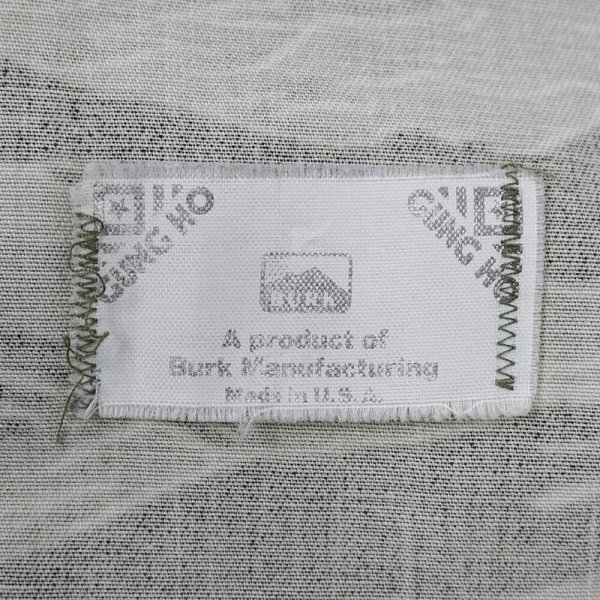 GUNG HO
GUNG HO
BURK
A product of
Burk Manufacturing
Made in U.S.A.